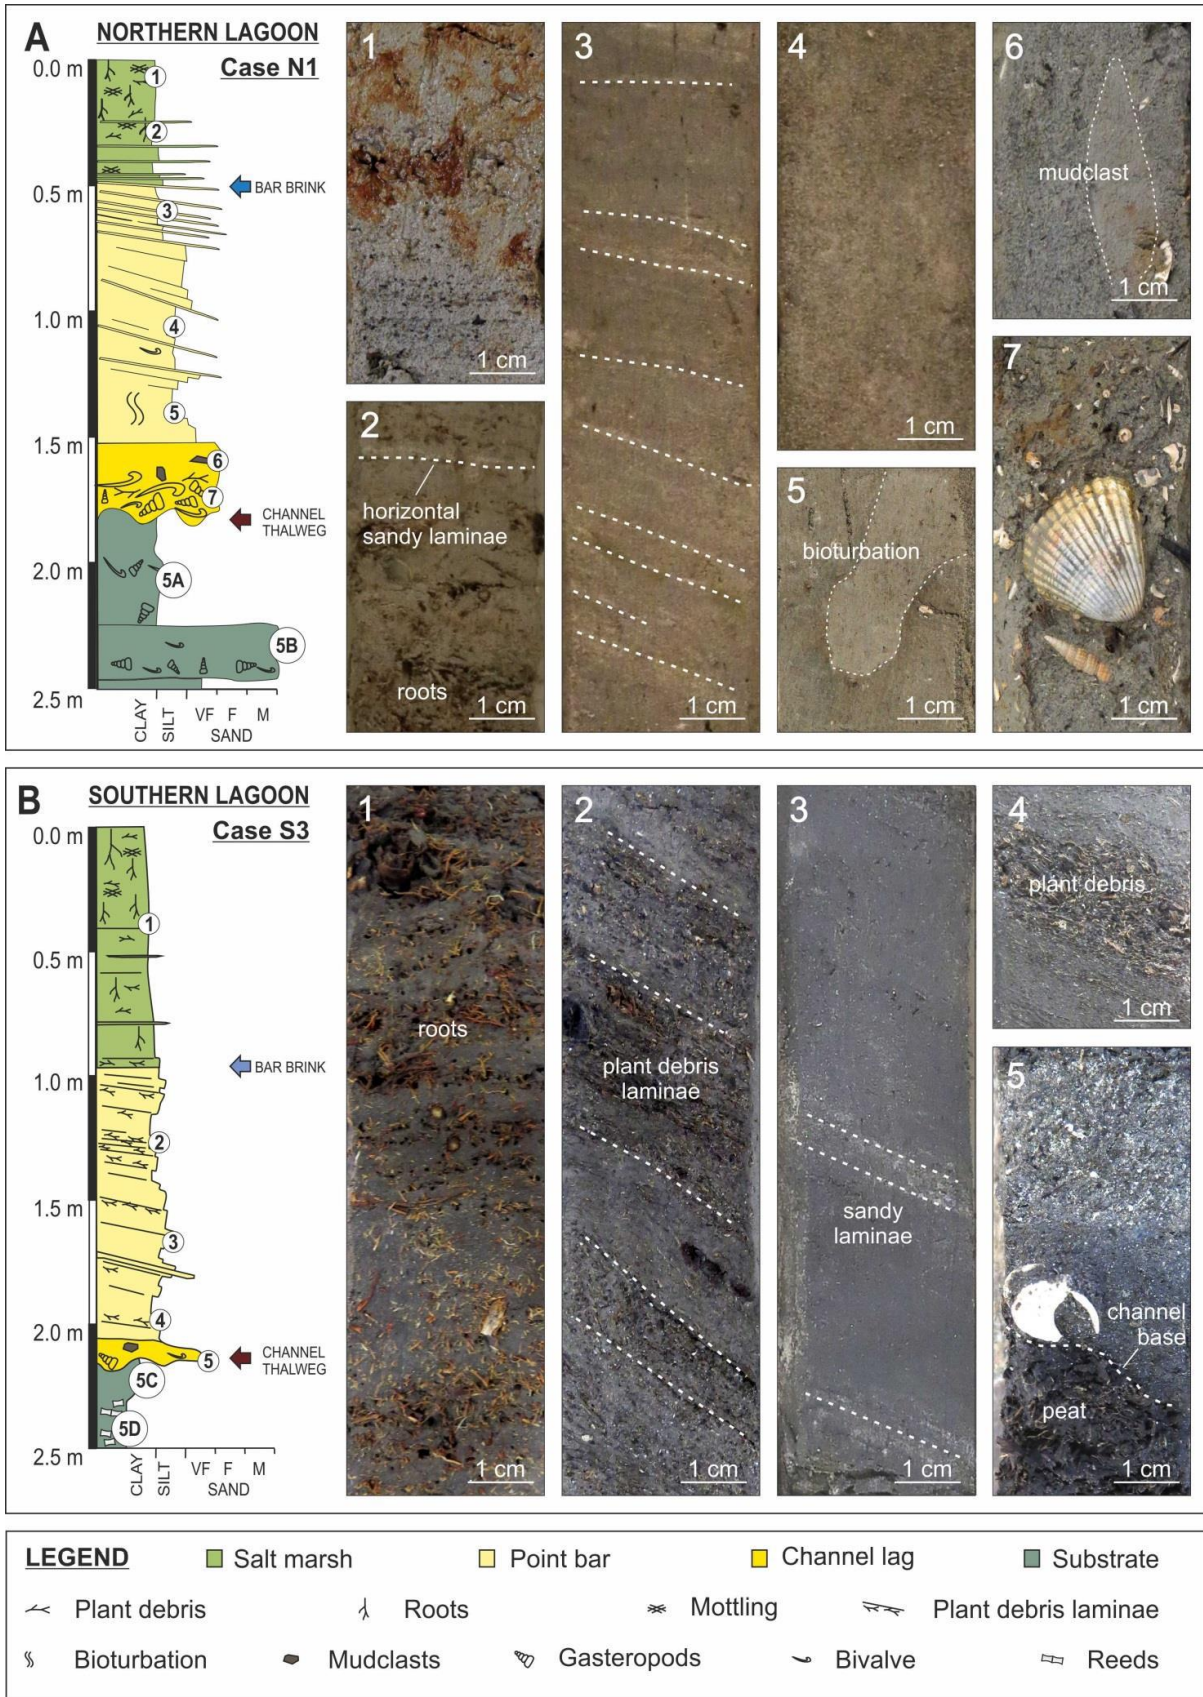 A
NORTHERN LAGOON
Case N1
0.0 m
0.5 m
1.0 m
1.5 m
2.0 m
2.5 m
1
2
3
4
5
6
7
5A
5B
BAR BRINK
CHANNEL
THALWEG
CLAY
SILT
VF F M
SAND
1
1 cm
2
horizontal
sandy laminae
roots
1 cm
3
1 cm
4
1 cm
5
bioturbation
1 cm
6
mudclast
1 cm
7
1 cm
B
SOUTHERN LAGOON
Case S3
0.0 m
0.5 m
1.0 m
1.5 m
2.0 m
2.5 m
1
2
3
4
5
5C
5D
BAR BRINK
CHANNEL
THALWEG
CLAY
SILT
VF F M
SAND
1
roots
1 cm
2
plant debris
laminae
1 cm
3
sandy
laminae
1 cm
4
plant debris
1 cm
5
channel
base
peat
1 cm
LEGEND Salt marsh Point bar Channel lag Substrate
Plant debris Roots Mottling Plant debris laminae
Bioturbation Mudclasts Gasteropods Bivalve Reeds